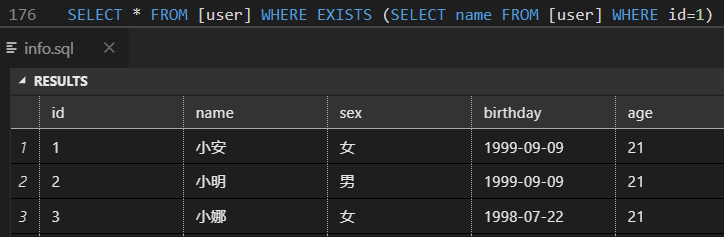 176 SELECT * FROM [user] WHERE EXISTS (SELECT name FROM [user] WHERE id=1)
info.sql
RESULTS
id name sex birthday age
1 1 小安 女 1999-09-09 21
2 2 小明 男 1999-09-09 21
3 3 小娜 女 1998-07-22 21